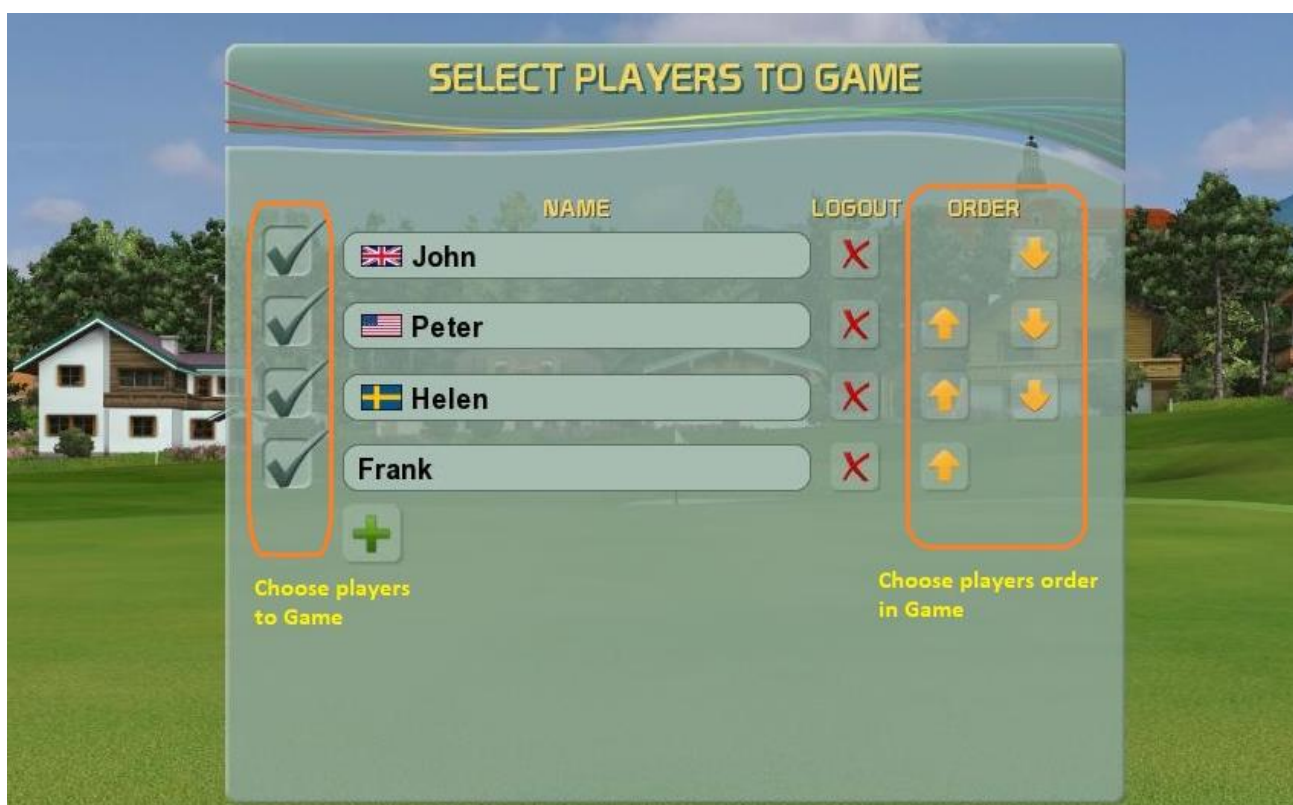 SELECT PLAYERS TO GAME
NAME LOGOUT ORDER
John
Peter
Helen
Frank
Choose players
to Game
Choose players order
in Game